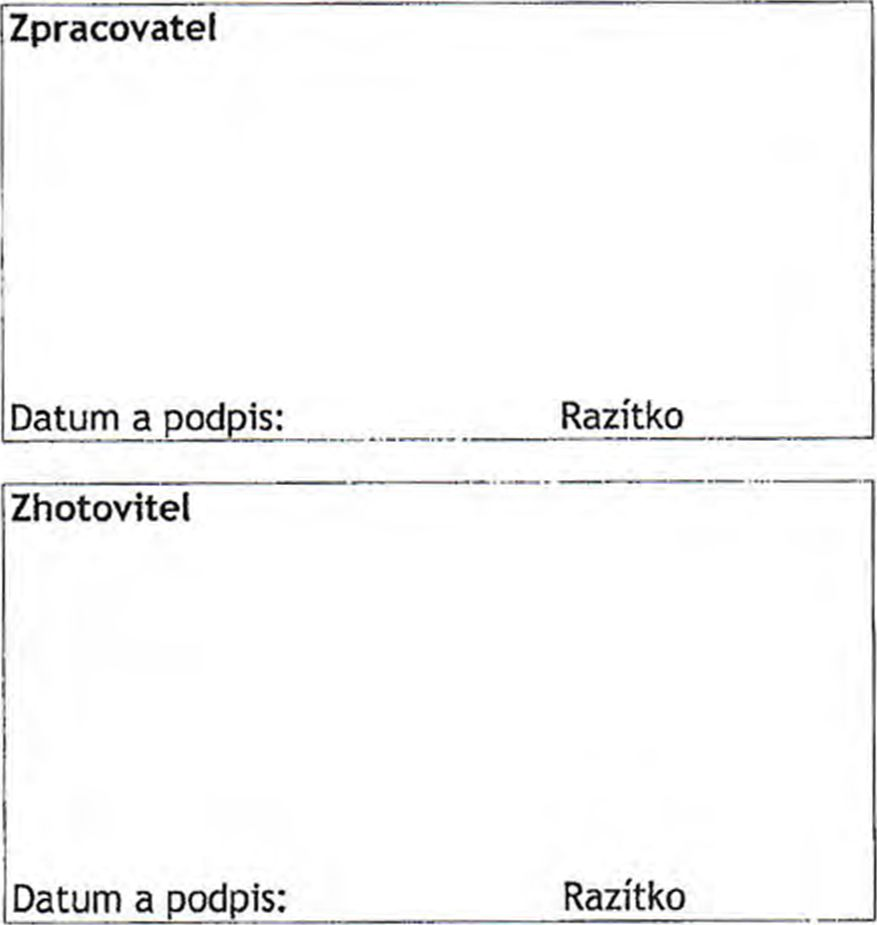 Zpracovatel
Datum a podpis: Razítko
Zhotovitel
Datum a podpis: Razítko